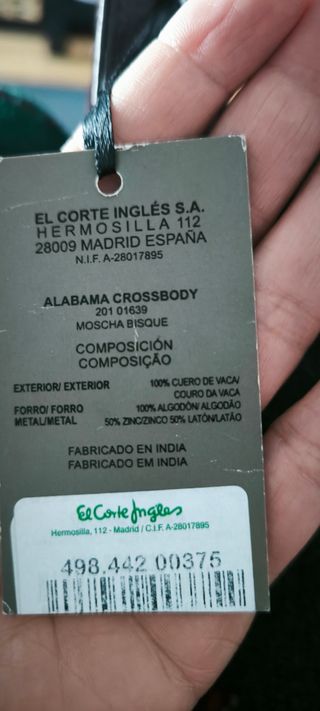 EL CORTE INGLÉS S.A.
HERMOSILLA 112
28009 MADRID ESPAÑA
N.I.F. A-28017895
ALABAMA CROSSBODY
201 01639
MOSCHA BISQUE
COMPOSICIÓN
COMPOSIÇÃO
EXTERIOR/ EXTERIOR 100% CUERO DE VACA/
COURO DA VACA
FORRO/ FORRO 100% ALGODÓN/ ALGODÃO
METAL/METAL 50% ZINC/ZINCO 50% LATÓN/LATÃO
FABRICADO EN INDIA
FABRICADO EM INDIA
El Corte Ingles
Hermosilla, 112 - Madrid / C.I.F. A-28017895
498.442 00375